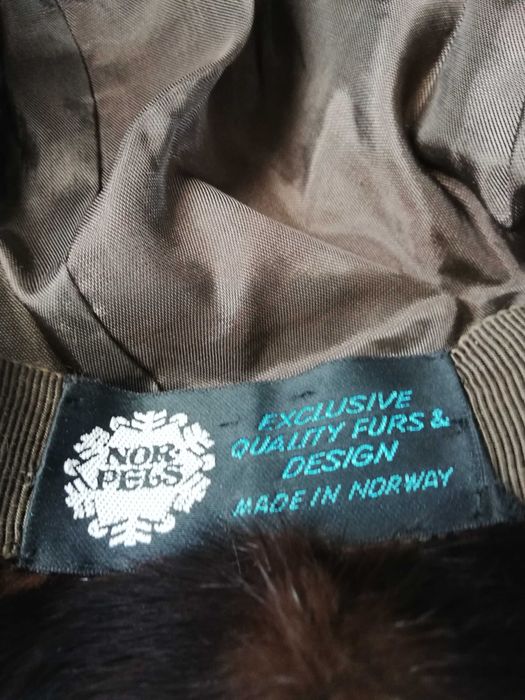 NOR-
PELS
EXCLUSIVE
QUALITY FURS &
DESIGN
MADE IN NORWAY